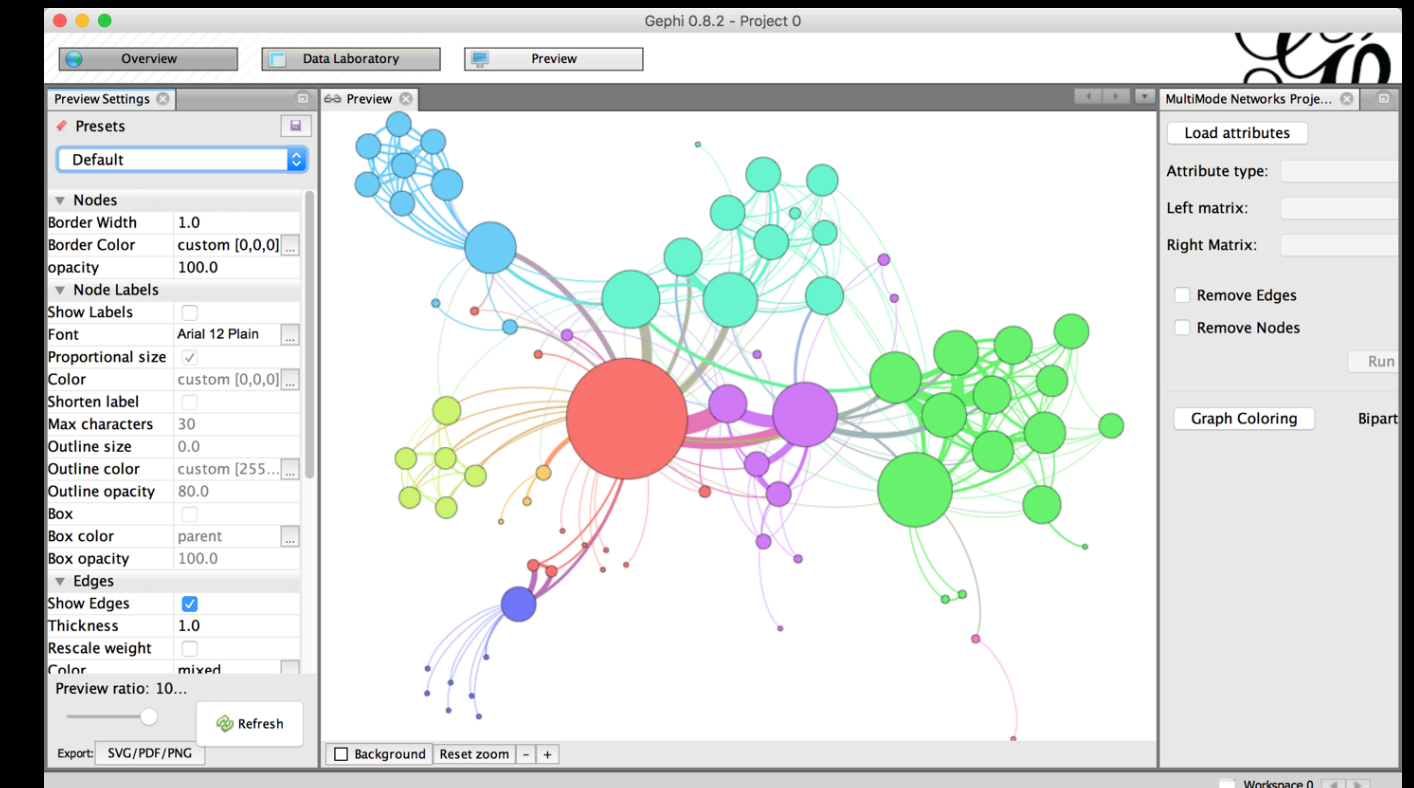 Gephi 0.8.2 - Project 0
Overview
Data Laboratory
Preview
Preview Settings
Presets
Default
Nodes
Border Width 1.0
Border Color custom [0,0,0] ...
opacity 100.0
Node Labels
Show Labels
Font Arial 12 Plain ...
Proportional size
Color custom [0,0,0] ...
Shorten label
Max characters 30
Outline size 0.0
Outline color custom [255... ...
Outline opacity 80.0
Box
Box color parent ...
Box opacity 100.0
Edges
Show Edges
Thickness 1.0
Rescale weight
Color mixed
Preview ratio: 10...
Refresh
Export: SVG/PDF/PNG
Preview
Background Reset zoom - +
MultiMode Networks Proje...
Load attributes
Attribute type:
Left matrix:
Right Matrix:
Remove Edges
Remove Nodes
Run
Graph Coloring Bipart
Workspace 0